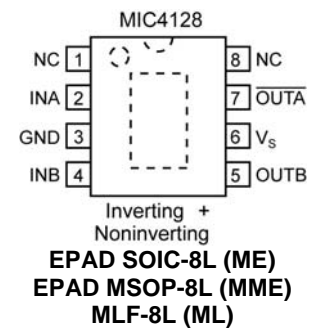 MIC4128
NC 1 8 NC
INA 2 7 O̅U̅T̅A̅
GND 3 6 VS
INB 4 5 OUTB
Inverting +
Noninverting
EPAD SOIC-8L (ME)
EPAD MSOP-8L (MME)
MLF-8L (ML)